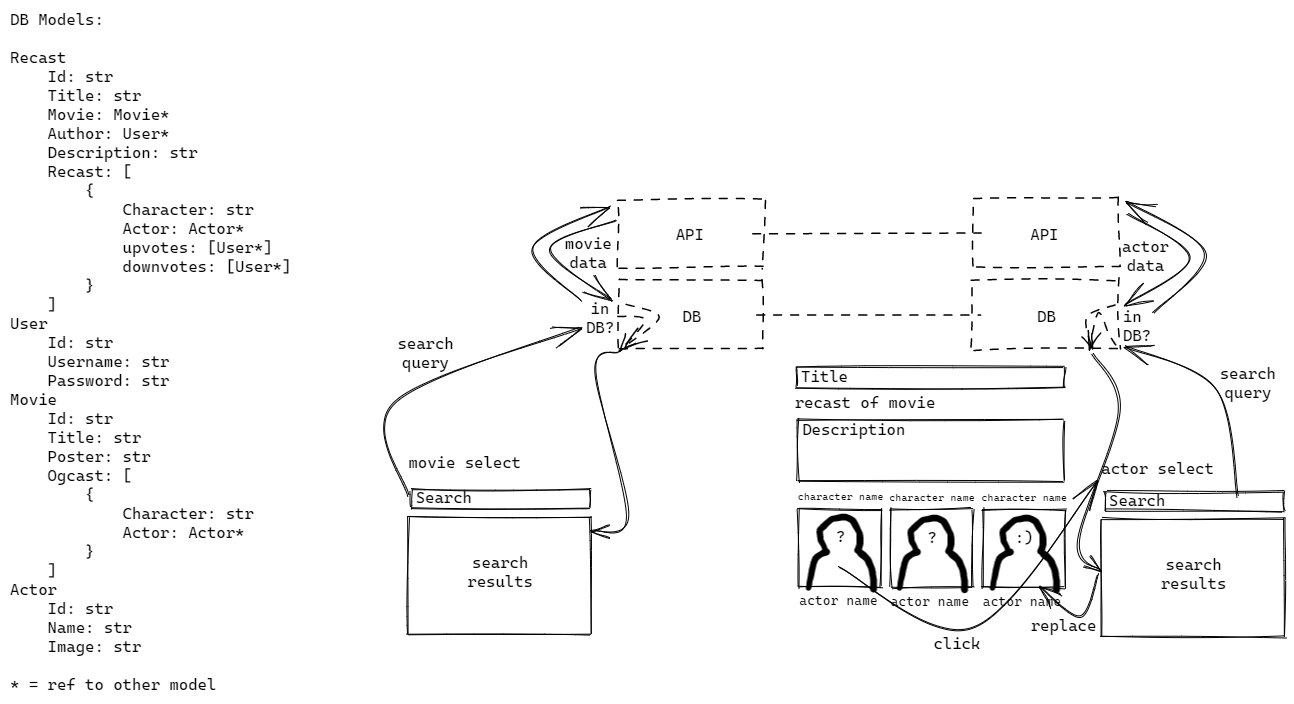 DB Models:
Recast
Id: str
Title: str
Movie: Movie*
Author: User*
Description: str
Recast: [
{
Character: str
Actor: Actor*
upvotes: [User*]
downvotes: [User*]
}
]
User
Id: str
Username: str
Password: str
Movie
Id: str
Title: str
Poster: str
Ogcast: [
{
Character: str
Actor: Actor*
}
]
Actor
Id: str
Name: str
Image: str
* = ref to other model
API
movie
data
in
DB?
DB
search
query
movie select
Search
search
results
API
actor
data
DB
in
DB?
search
query
Title
recast of movie
Description
character name
character name
character name
?
?
:)
actor name
actor name
actor name
click
replace
actor select
Search
search
results